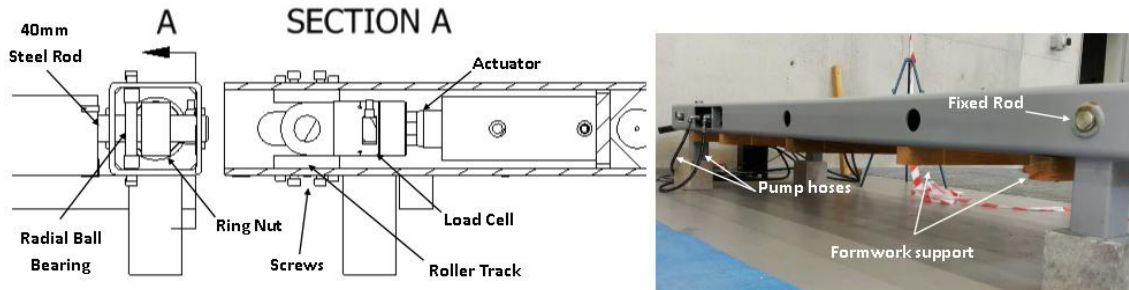 A
SECTION A
40mm
Steel Rod
Actuator
Fixed Rod
Pump hoses
Ring Nut
Load Cell
Radial Ball
Bearing
Screws
Roller Track
Formwork support